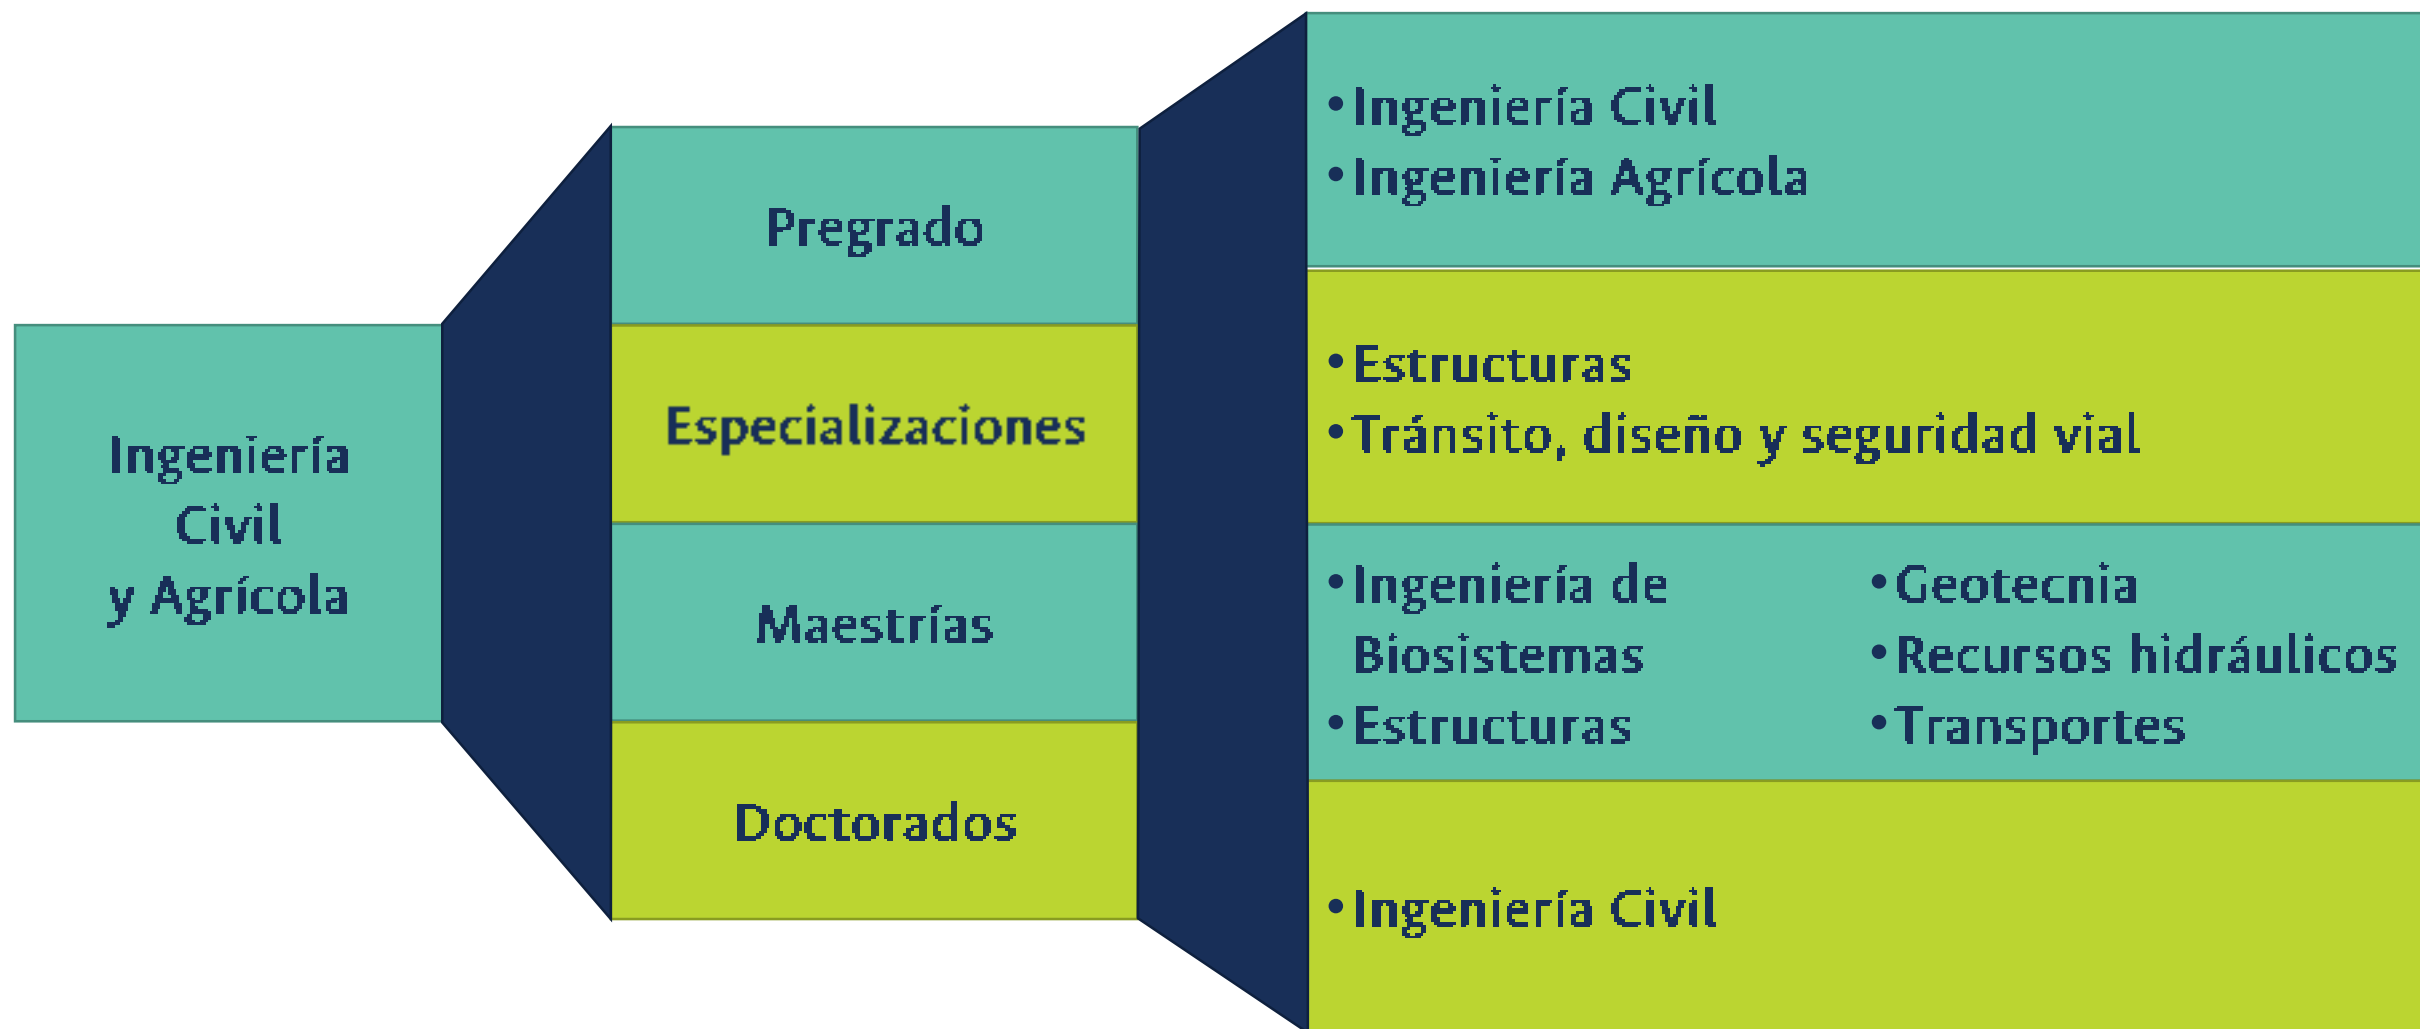 Ingeniería
Civil
y Agrícola
Pregrado
Especializaciones
Maestrías
Doctorados
•Ingeniería Civil
•Ingeniería Agrícola
•Estructuras
•Tránsito, diseño y seguridad vial
•Ingeniería de
Biosistemas
•Estructuras
•Geotecnia
•Recursos hidráulicos
•Transportes
•Ingeniería Civil